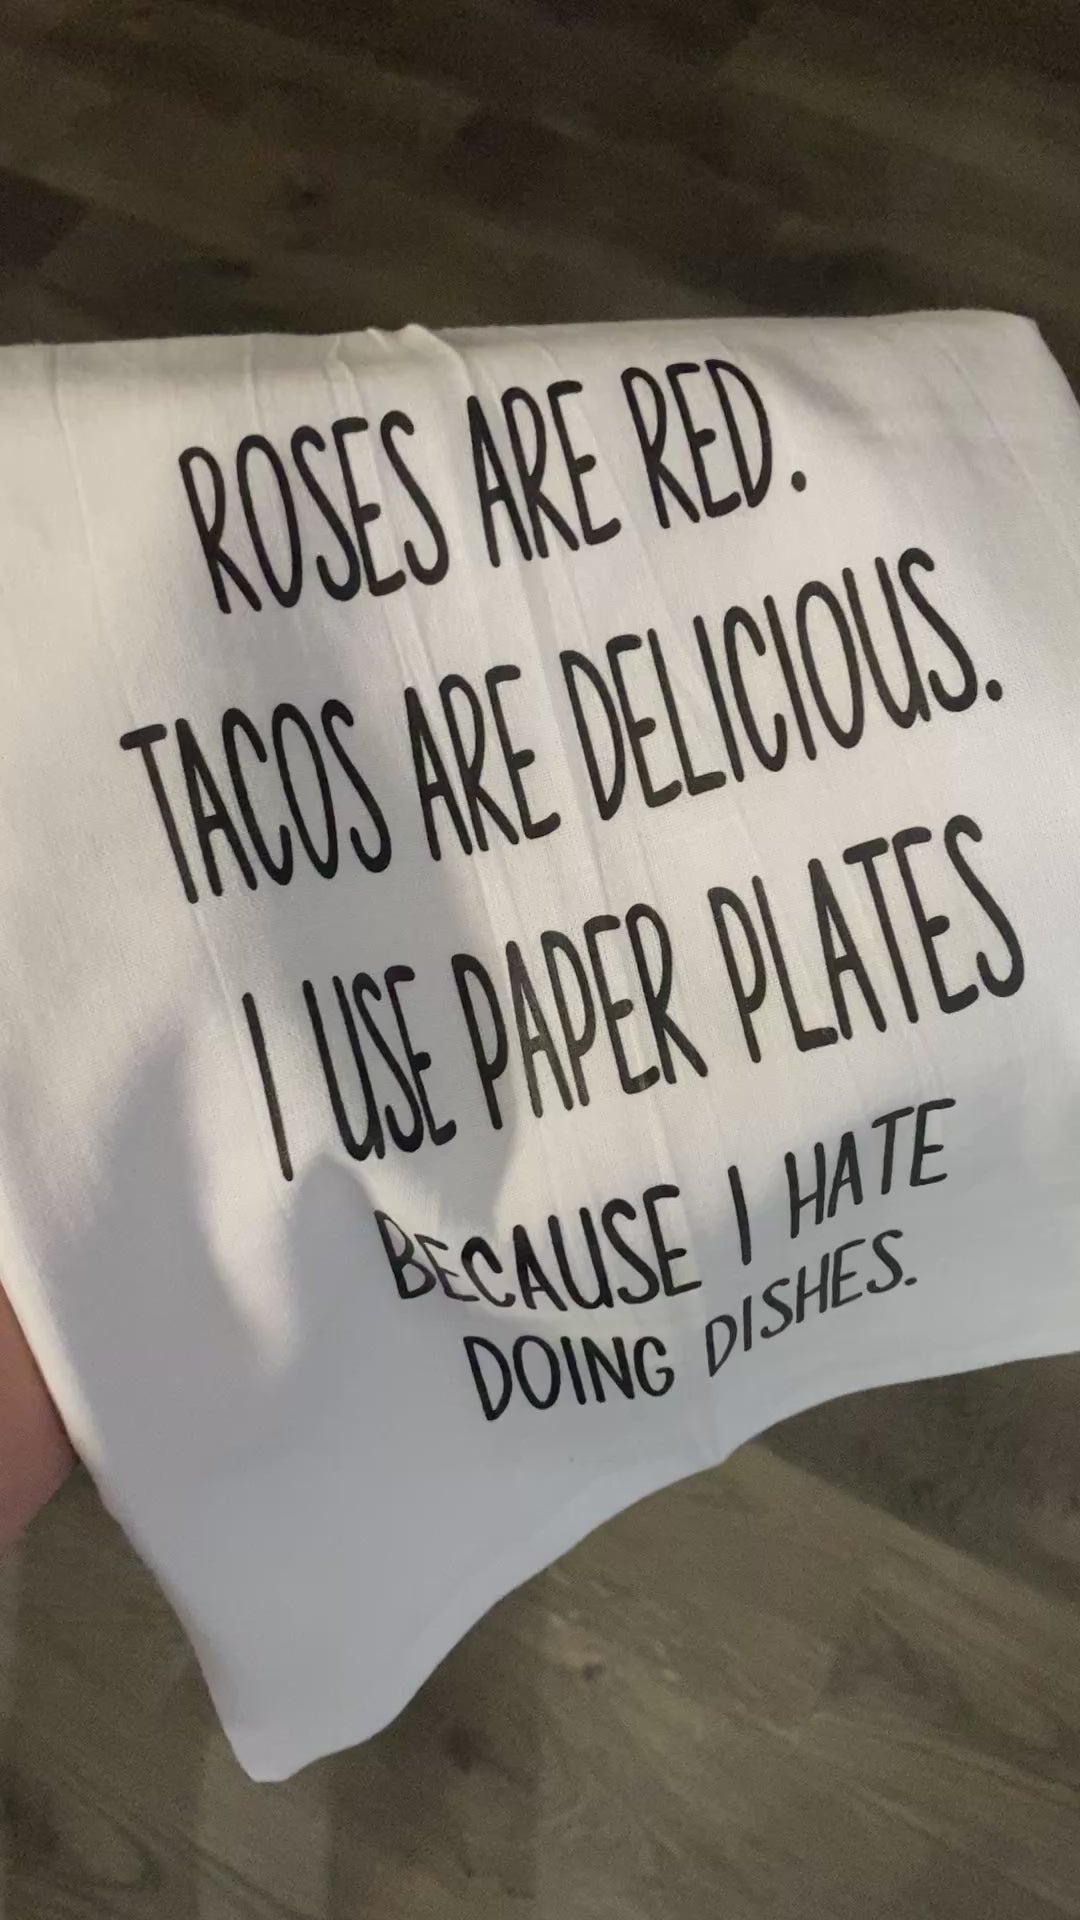 ROSES ARE RED.
TACOS ARE DELICIOUS.
I USE PAPER PLATES
BECAUSE I HATE
DOING DISHES.